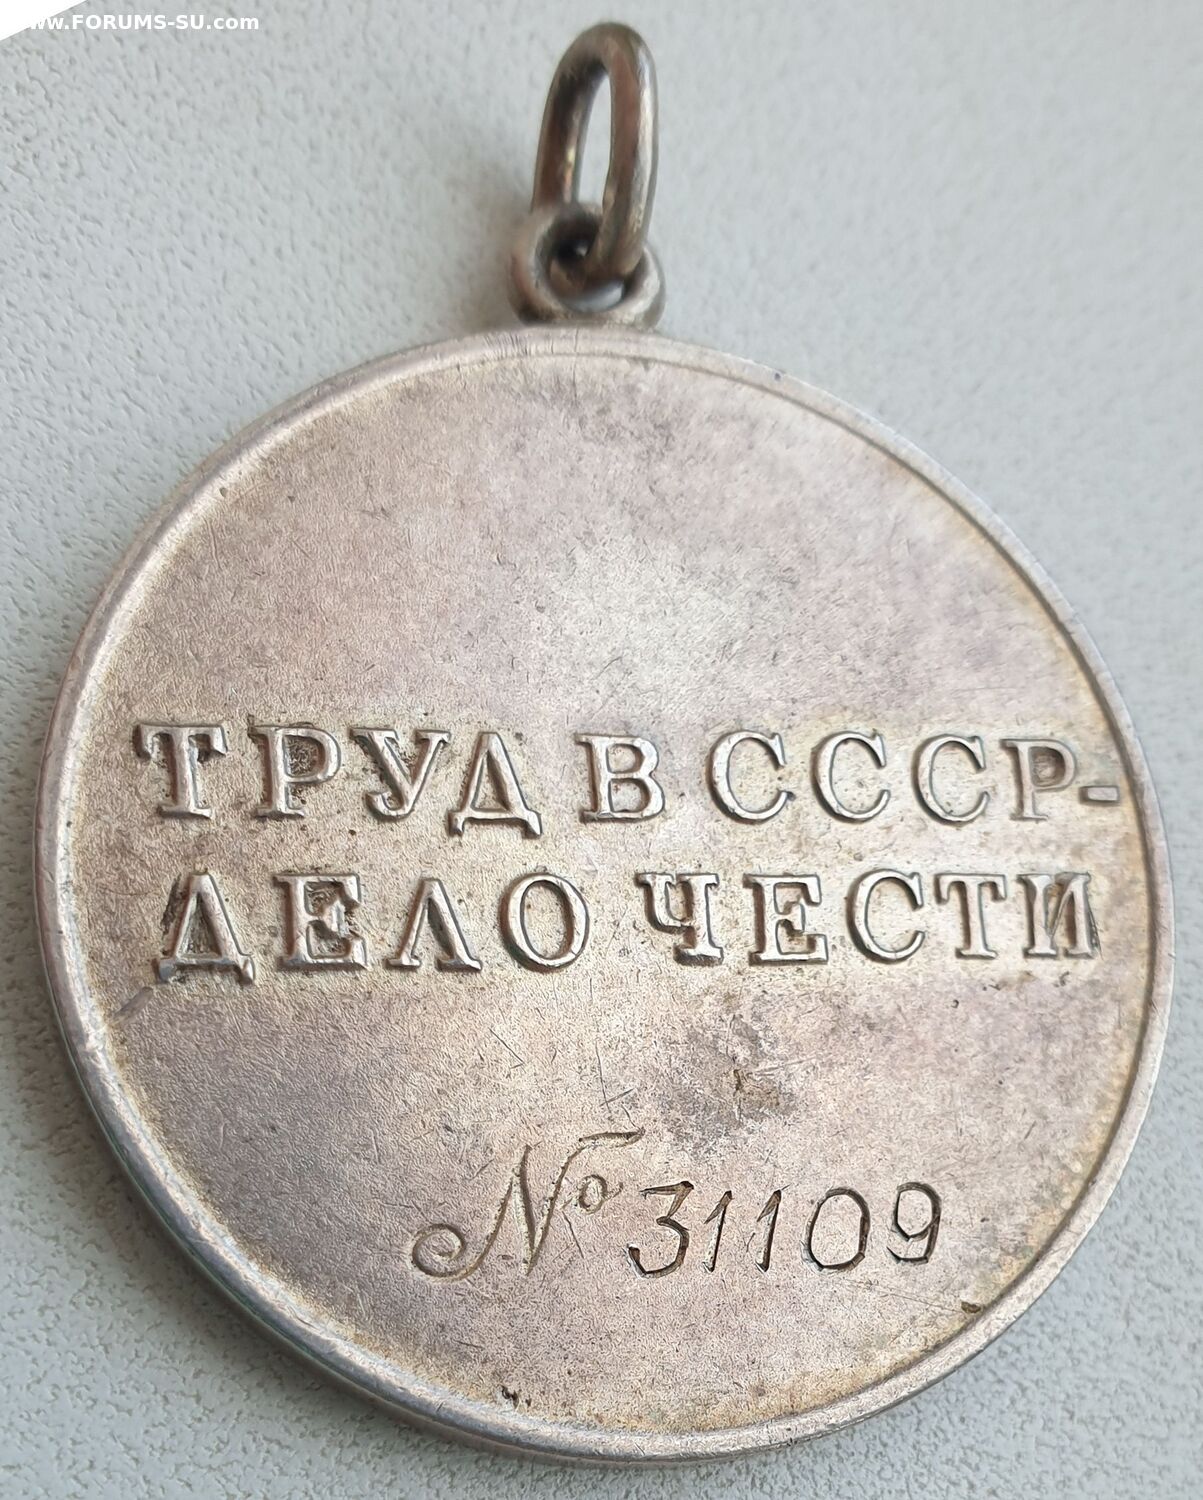 www.FORUMS-SU.com
ТРУД В СССР-
ДЕЛО ЧЕСТИ
№ 31109